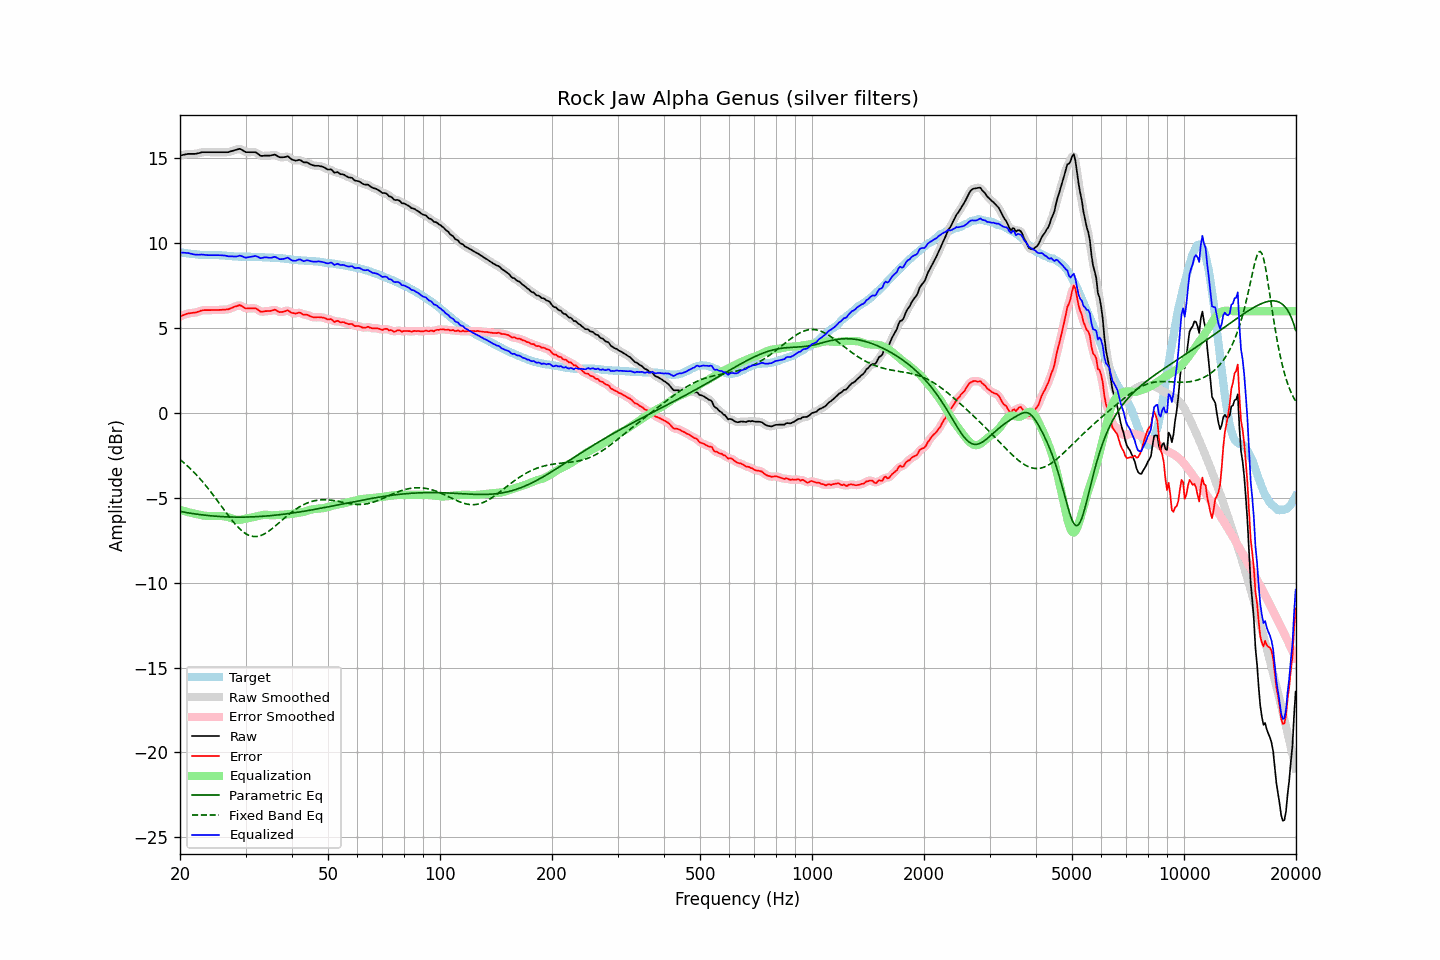 Rock Jaw Alpha Genus (silver filters)
Amplitude (dBr)
15
10
5
0
−5
−10
−15
−20
−25
Target
Raw Smoothed
Error Smoothed
Raw
Error
Equalization
Parametric Eq
Fixed Band Eq
Equalized
20 50 100 200 500 1000 2000 5000 10000 20000
Frequency (Hz)